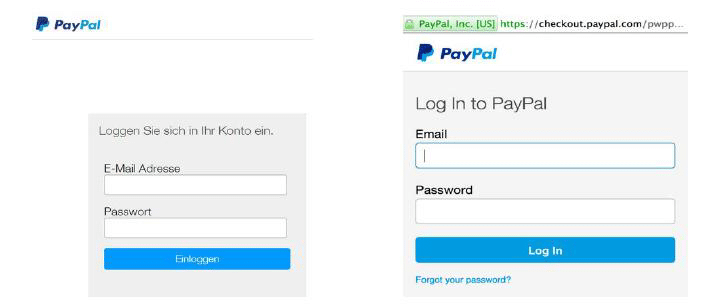 PayPal
Loggen Sie sich in Ihr Konto ein.
E-Mail Adresse
Passwort
Einloggen
PayPal, Inc. [US] https://checkout.paypal.com/pwpp...
PayPal
Log In to PayPal
Email
Password
Log In
Forgot your password?